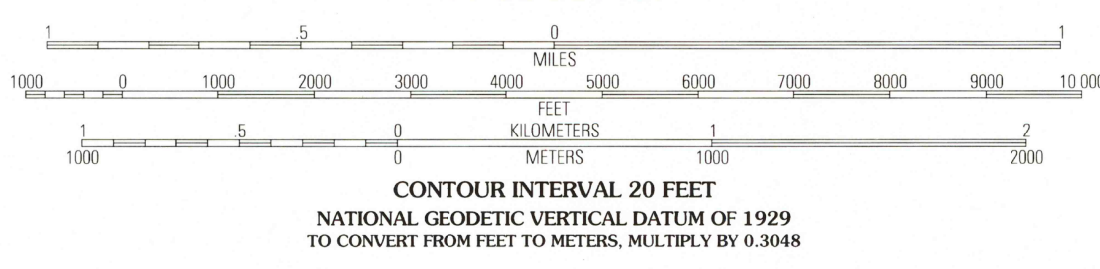 1 .5 0 1
MILES
1000 0 1000 2000 3000 4000 5000 6000 7000 8000 9000 10 000
FEET
1 .5 0 KILOMETERS 1 2
1000 0 METERS 1000 2000
CONTOUR INTERVAL 20 FEET
NATIONAL GEODETIC VERTICAL DATUM OF 1929
TO CONVERT FROM FEET TO METERS, MULTIPLY BY 0.3048